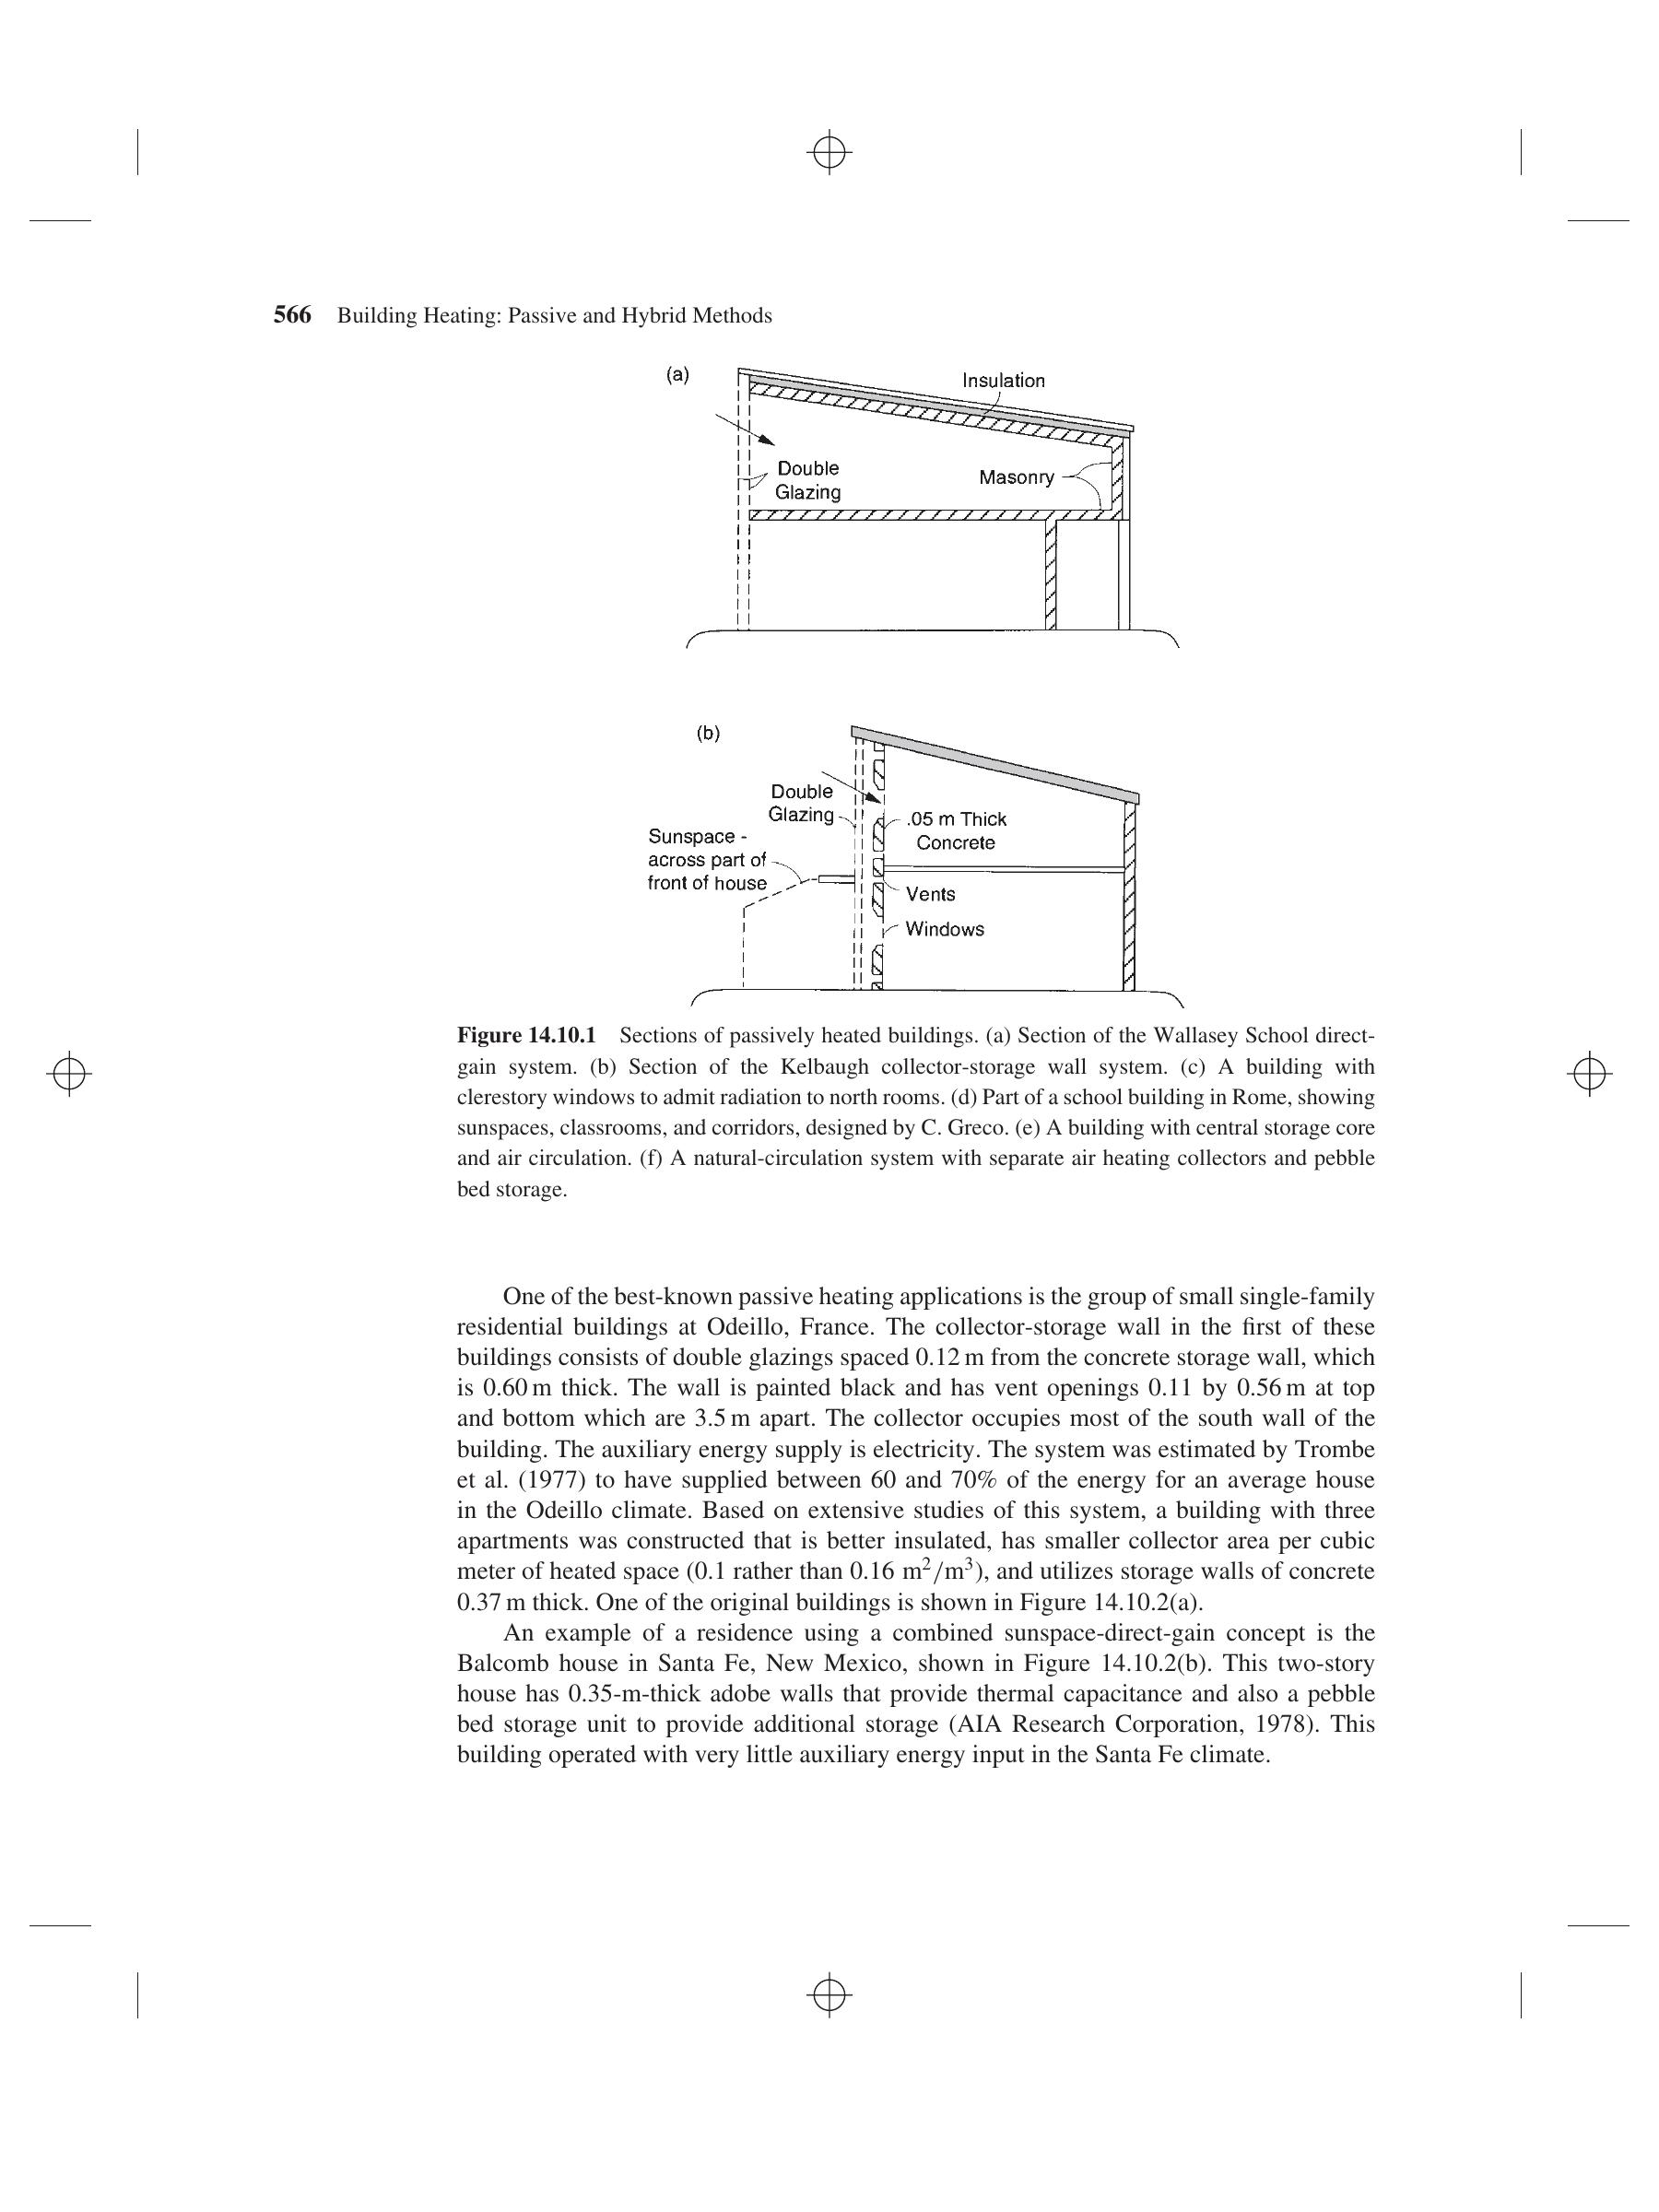 566 Building Heating: Passive and Hybrid Methods
(a)
Insulation
Double
Glazing
Masonry
(b)
Double
Glazing
.05 m Thick
Concrete
Sunspace -
across part of
front of house
Vents
Windows
Figure 14.10.1 Sections of passively heated buildings. (a) Section of the Wallasey School direct-
gain system. (b) Section of the Kelbaugh collector-storage wall system. (c) A building with
clerestory windows to admit radiation to north rooms. (d) Part of a school building in Rome, showing
sunspaces, classrooms, and corridors, designed by C. Greco. (e) A building with central storage core
and air circulation. (f) A natural-circulation system with separate air heating collectors and pebble
bed storage.
One of the best-known passive heating applications is the group of small single-family
residential buildings at Odeillo, France. The collector-storage wall in the first of these
buildings consists of double glazings spaced 0.12 m from the concrete storage wall, which
is 0.60 m thick. The wall is painted black and has vent openings 0.11 by 0.56 m at top
and bottom which are 3.5 m apart. The collector occupies most of the south wall of the
building. The auxiliary energy supply is electricity. The system was estimated by Trombe
et al. (1977) to have supplied between 60 and 70% of the energy for an average house
in the Odeillo climate. Based on extensive studies of this system, a building with three
apartments was constructed that is better insulated, has smaller collector area per cubic
meter of heated space (0.1 rather than 0.16 m²/m³), and utilizes storage walls of concrete
0.37 m thick. One of the original buildings is shown in Figure 14.10.2(a).
An example of a residence using a combined sunspace-direct-gain concept is the
Balcomb house in Santa Fe, New Mexico, shown in Figure 14.10.2(b). This two-story
house has 0.35-m-thick adobe walls that provide thermal capacitance and also a pebble
bed storage unit to provide additional storage (AIA Research Corporation, 1978). This
building operated with very little auxiliary energy input in the Santa Fe climate.